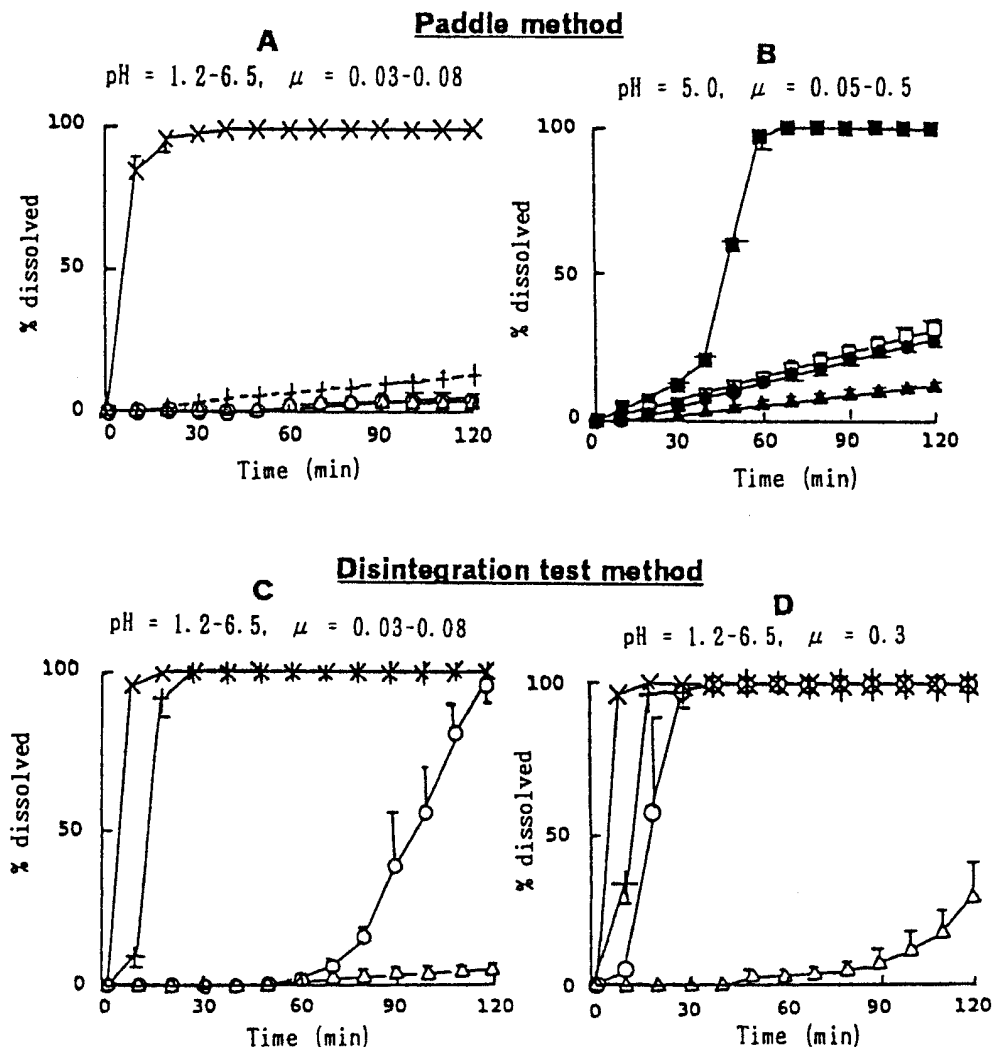 Paddle method
A
pH = 1.2-6.5, μ = 0.03-0.08
% dissolved
100
50
0
0 30 60 90 120
Time (min)
B
pH = 5.0, μ = 0.05-0.5
% dissolved
100
50
0
0 30 60 90 120
Time (min)
Disintegration test method
C
pH = 1.2-6.5, μ = 0.03-0.08
% dissolved
100
50
0
0 30 60 90 120
Time (min)
D
pH = 1.2-6.5, μ = 0.3
% dissolved
100
50
0
0 30 60 90 120
Time (min)